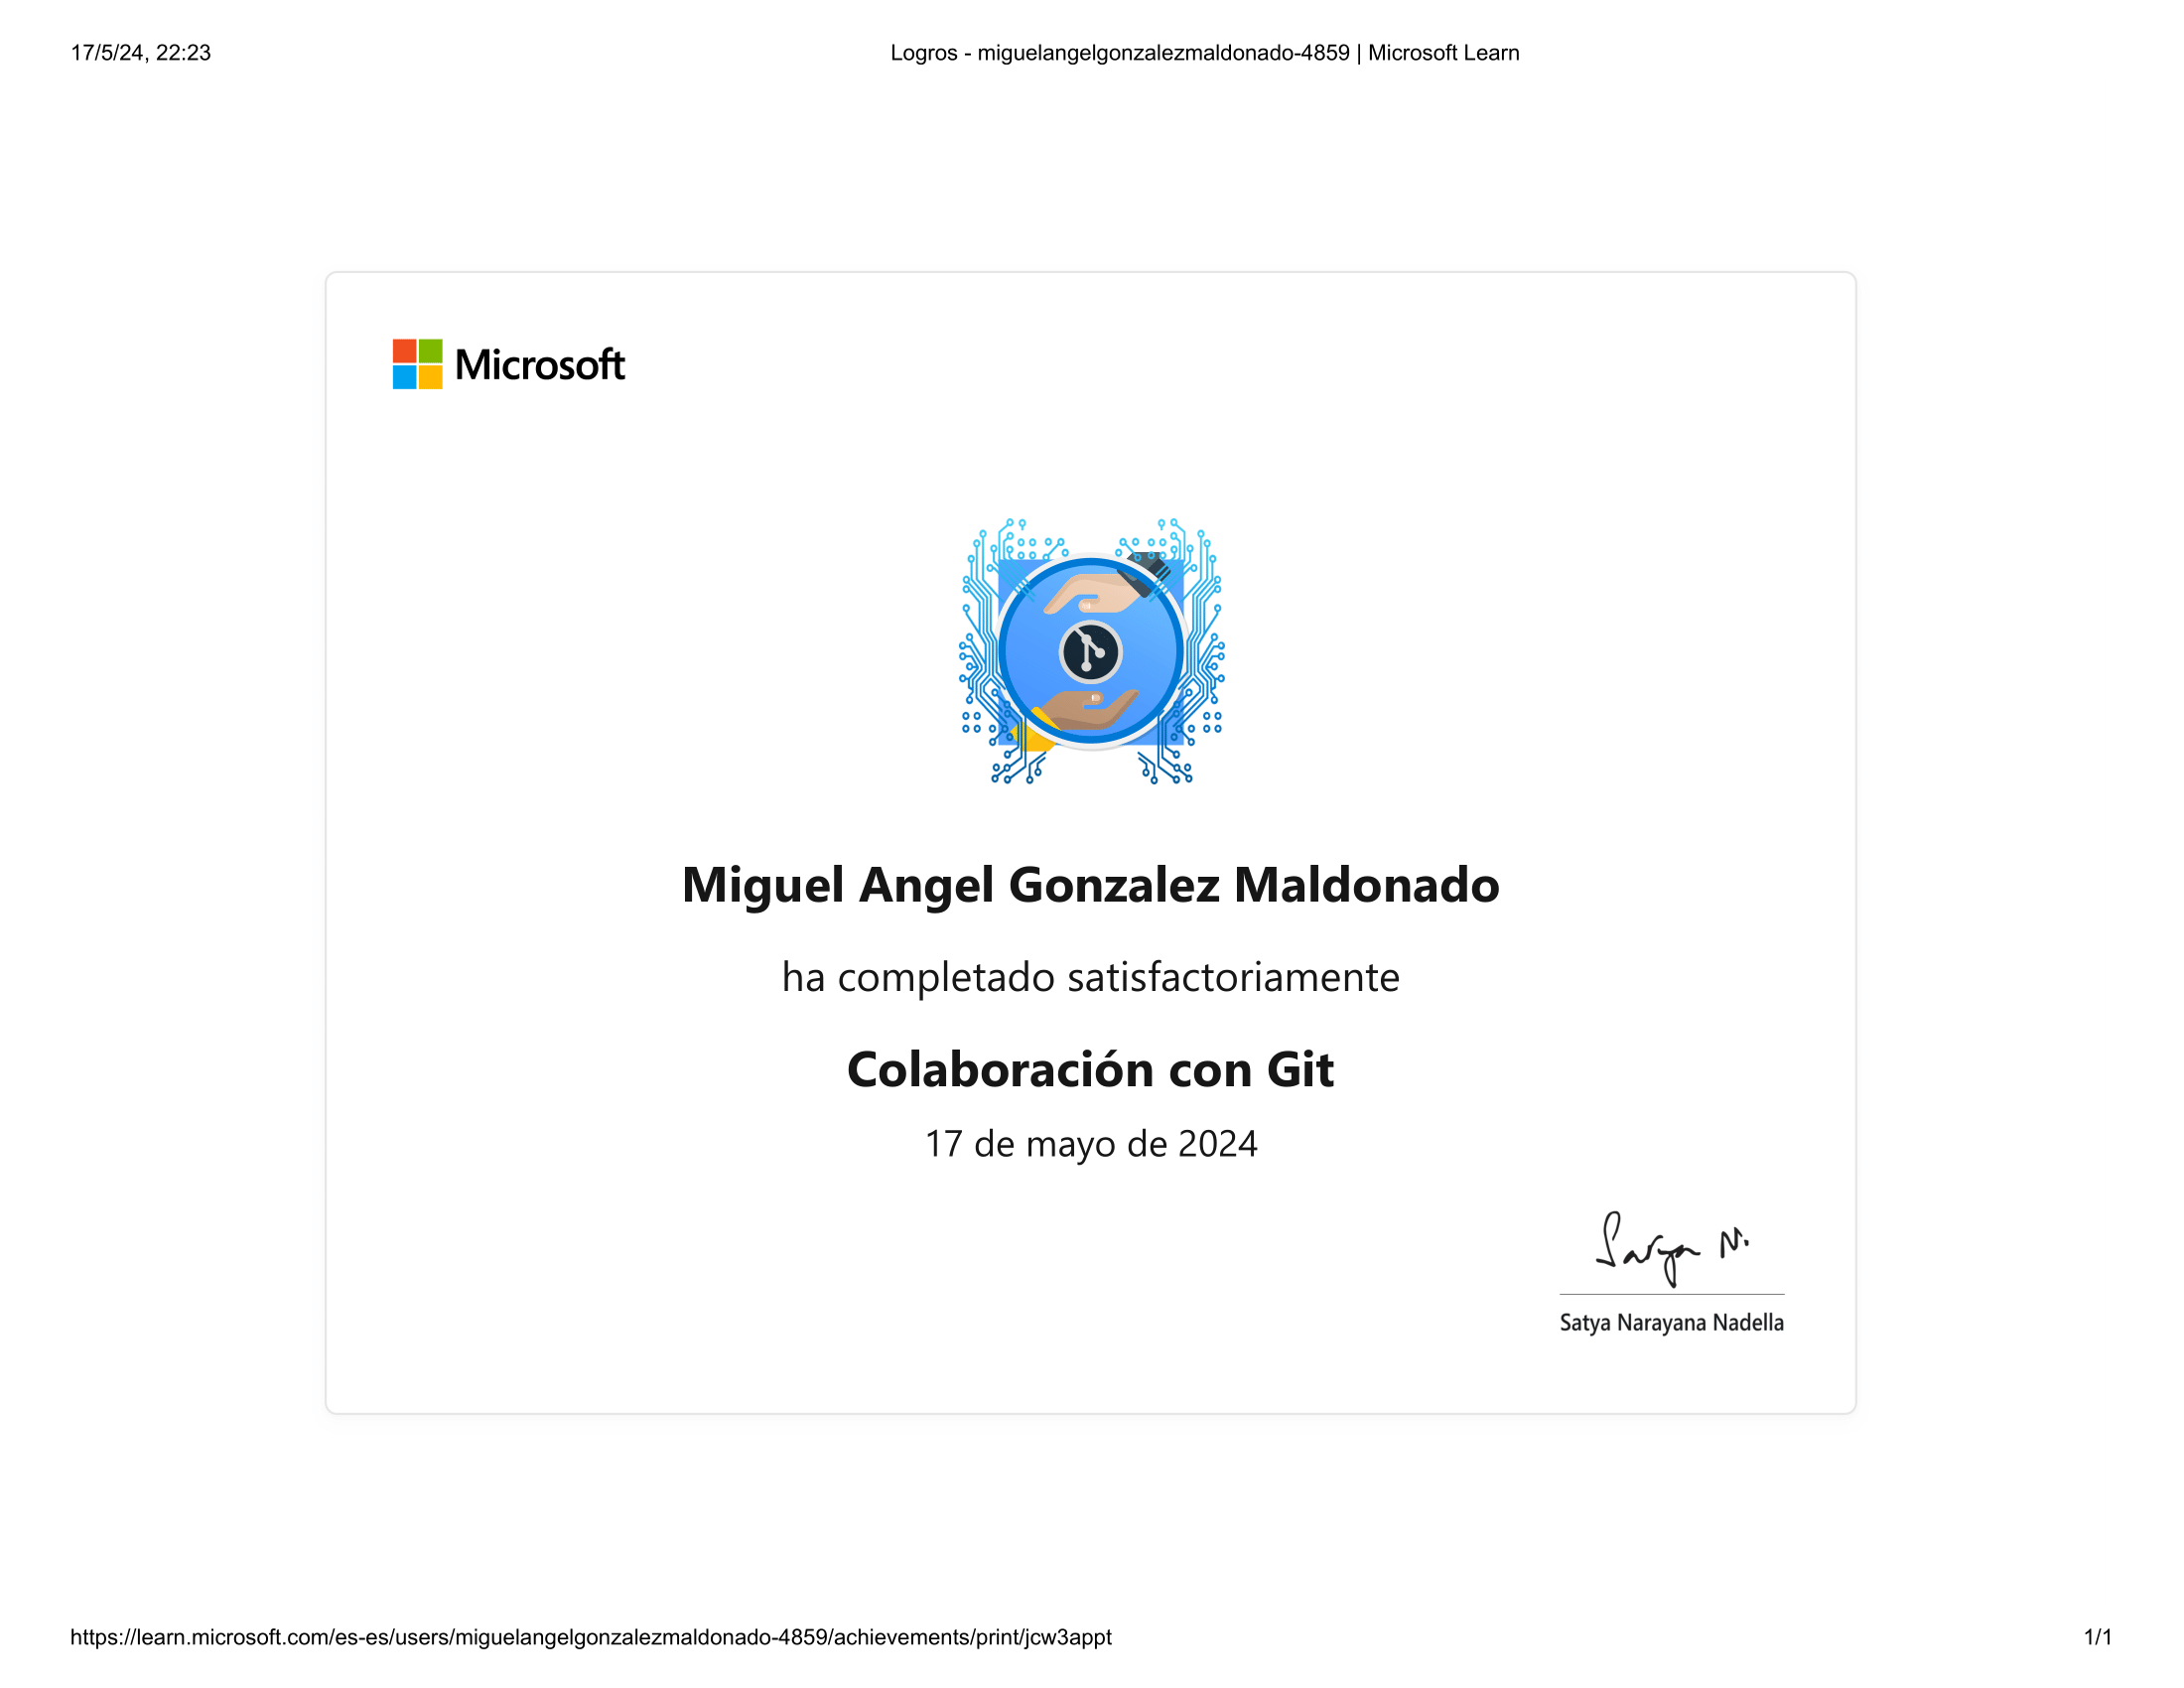 17/5/24, 22:23
Logros - miguelangelgonzalezmaldonado-4859 | Microsoft Learn
Microsoft
Miguel Angel Gonzalez Maldonado
ha completado satisfactoriamente
Colaboración con Git
17 de mayo de 2024
Satya N.
Satya Narayana Nadella
https://learn.microsoft.com/es-es/users/miguelangelgonzalezmaldonado-4859/achievements/print/jcw3appt
1/1